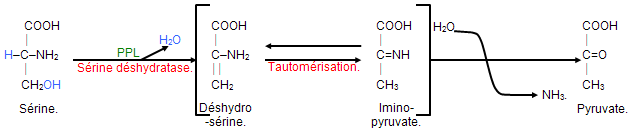 COOH COOH COOH COOH
H₂O H₂O
PPL
H–C–NH₂ C–NH₂ C=NH C=O
Sérine déshydratase. Tautomérisation.
CH₂OH CH₂ CH₃ CH₃
NH₃.
Sérine. Déshydro Imino- Pyruvate.
-sérine. pyruvate.